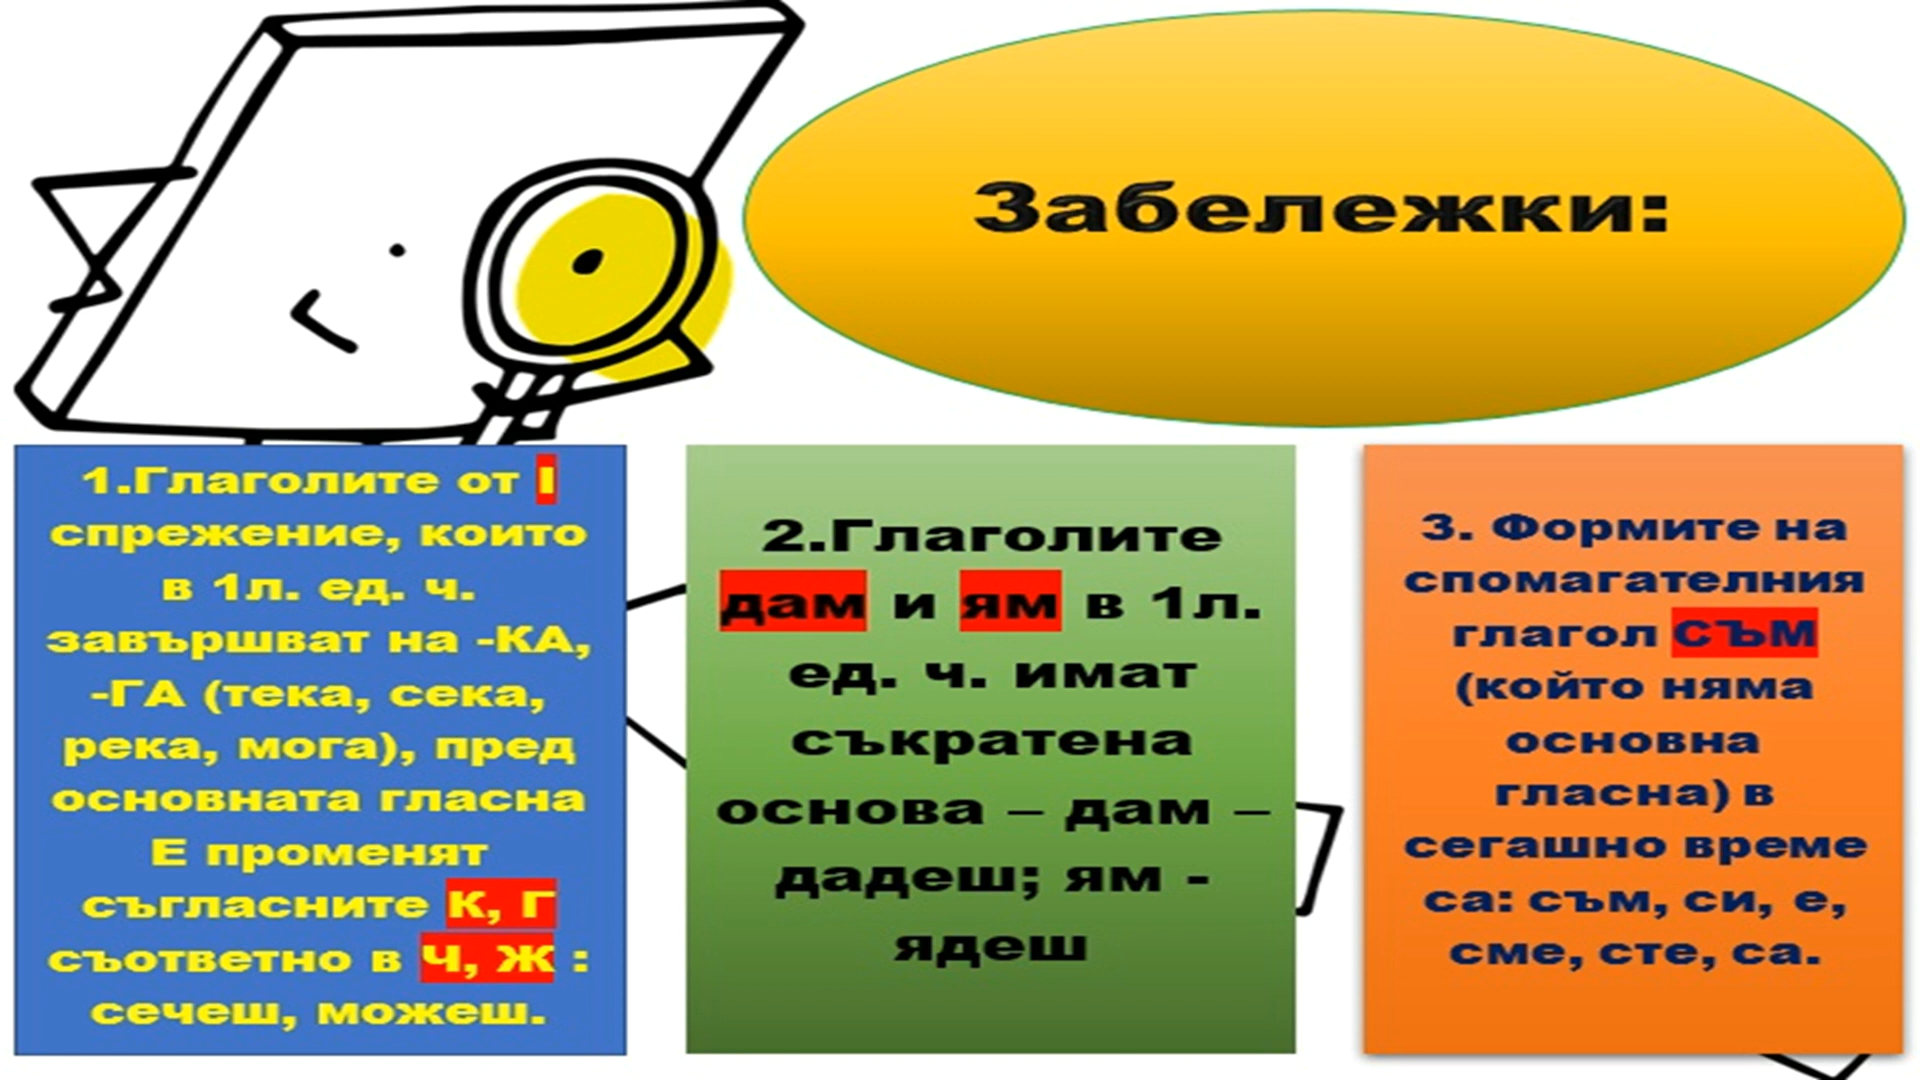 Забележки:
1.Глаголите от I
спрежение, които
в 1л. ед. ч.
завършват на -КА,
-ГА (тека, сека,
река, мога), пред
основната гласна
Е променят
съгласните К, Г
съответно в Ч, Ж :
сечеш, можеш.
2.Глаголите
дам и ям в 1л.
ед. ч. имат
съкратена
основа – дам –
дадеш; ям -
ядеш
3. Формите на
спомагателния
глагол СЪМ
(който няма
основна
гласна) в
сегашно време
са: съм, си, е,
сме, сте, са.